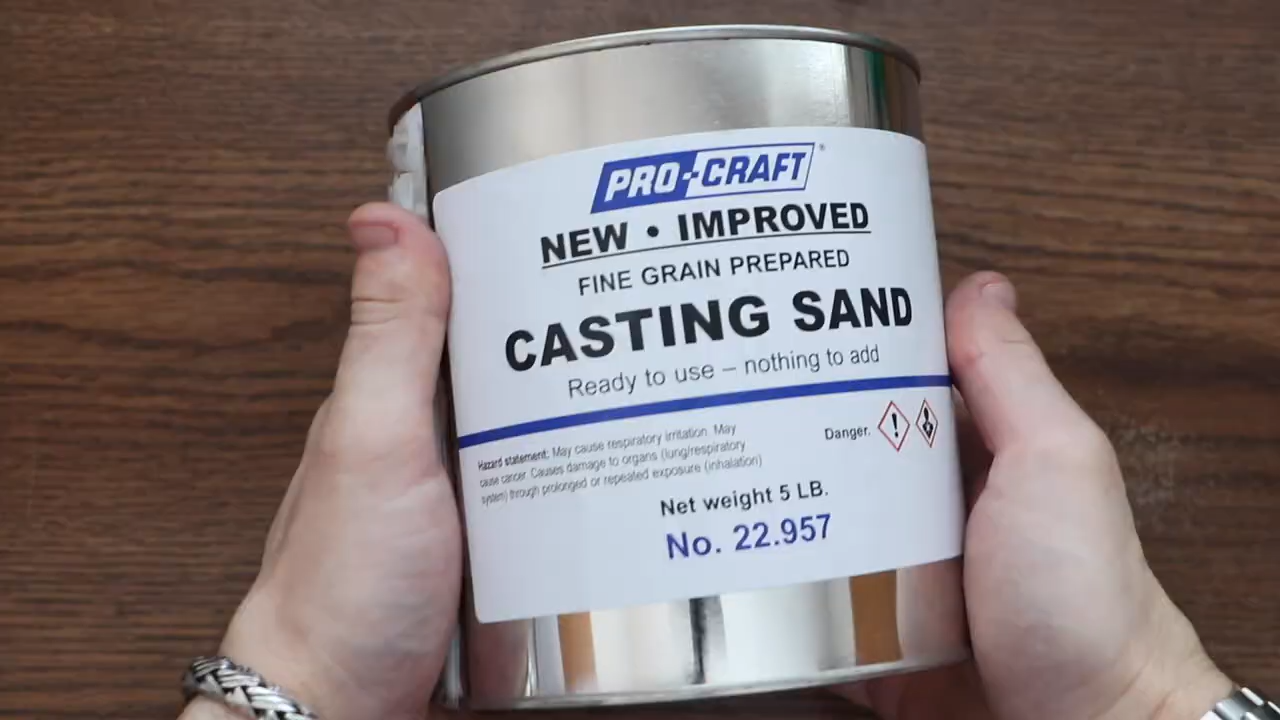 PRO-CRAFT®
NEW • IMPROVED
FINE GRAIN PREPARED
CASTING SAND
Ready to use – nothing to add
Hazard statement: May cause respiratory irritation. May
cause cancer. Causes damage to organs (lung/respiratory
system) through prolonged or repeated exposure (inhalation)
Danger.
Net weight 5 LB.
No. 22.957